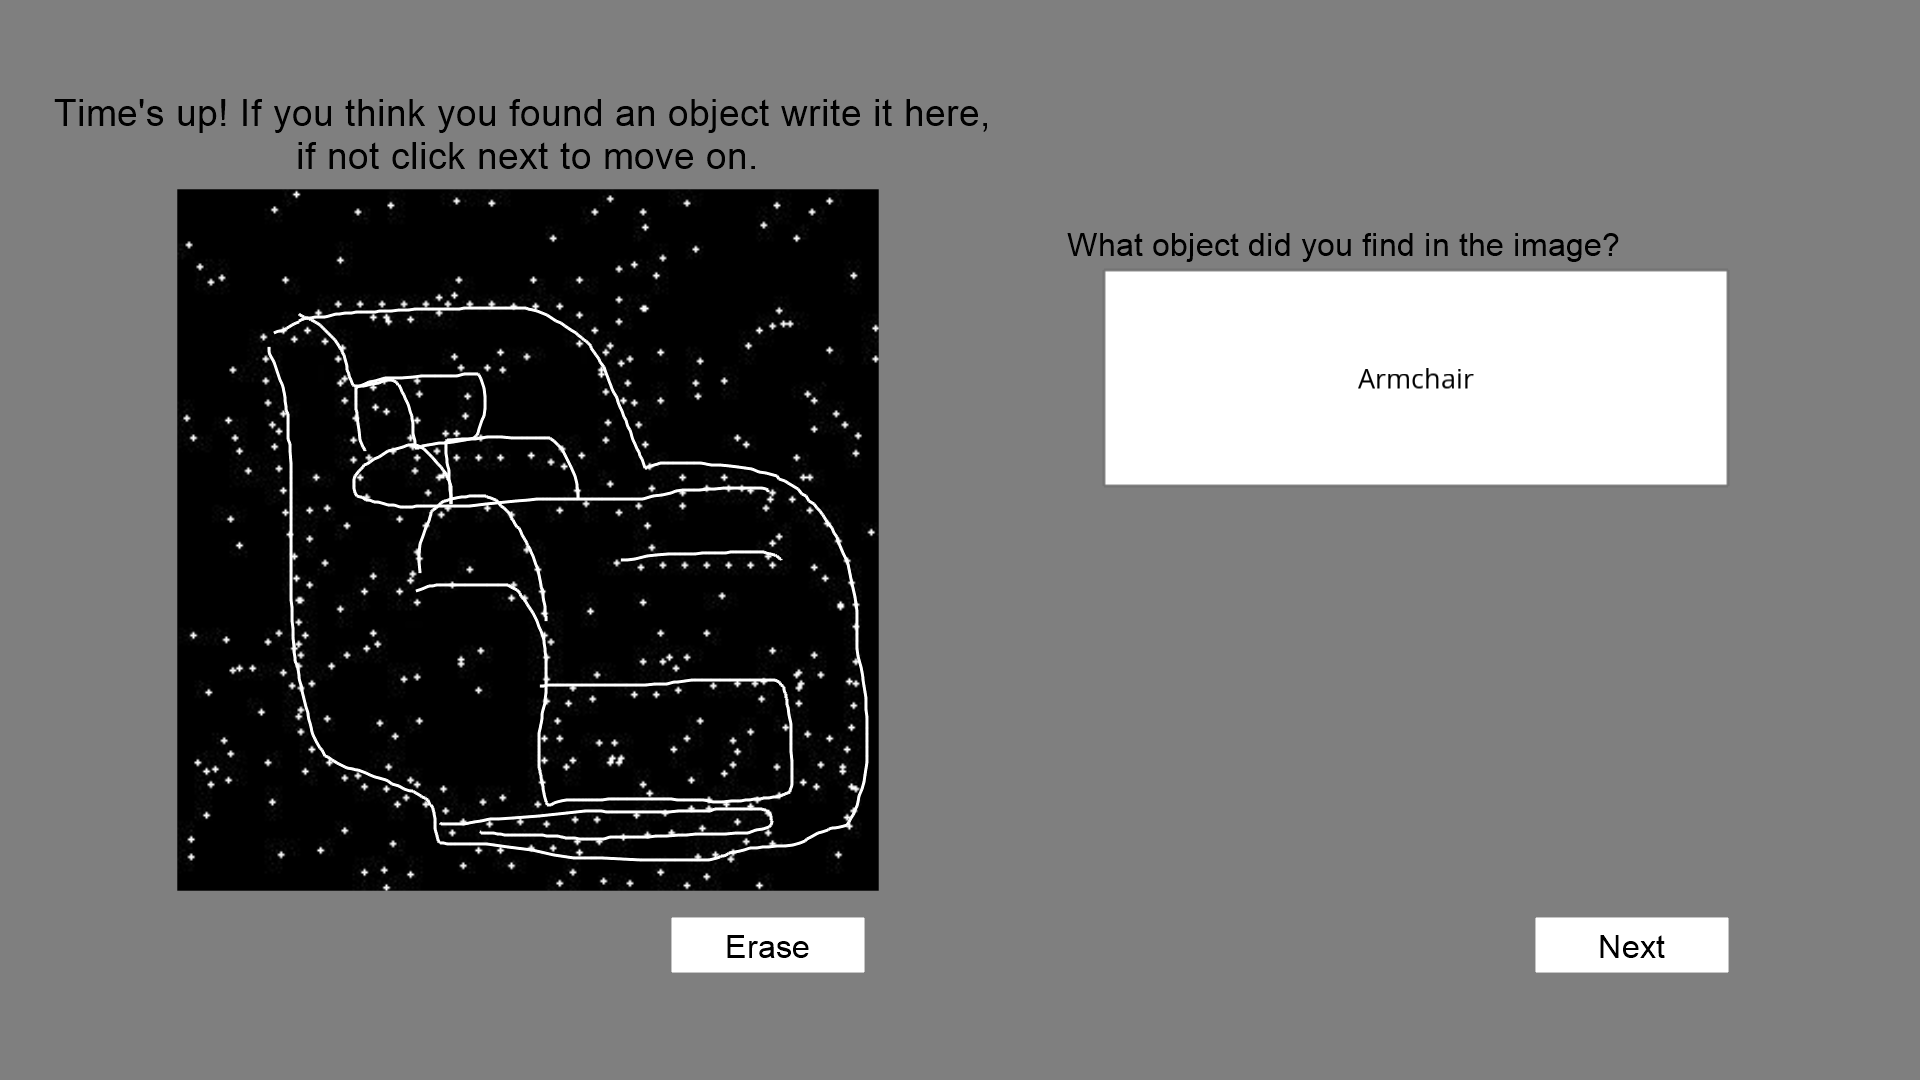 Time's up! If you think you found an object write it here,
if not click next to move on.
What object did you find in the image?
Armchair
Erase
Next